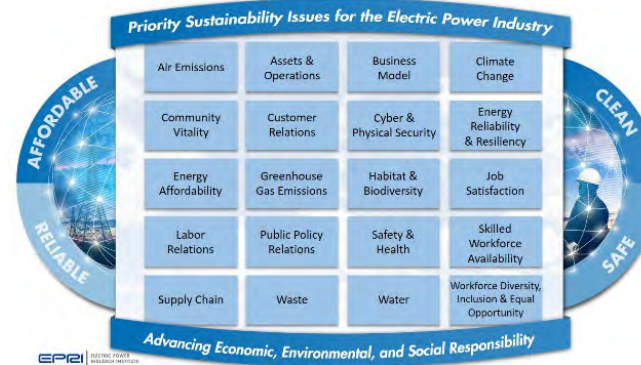 Priority Sustainability Issues for the Electric Power Industry
AFFORDABLE
RELIABLE
CLEAN
SAFE
Air Emissions
Assets &
Operations
Business
Model
Climate
Change
Community
Vitality
Customer
Relations
Cyber &
Physical Security
Energy
Reliability
& Resiliency
Energy
Affordability
Greenhouse
Gas Emissions
Habitat &
Biodiversity
Job
Satisfaction
Labor
Relations
Public Policy
Relations
Safety &
Health
Skilled
Workforce
Availability
Supply Chain
Waste
Water
Workforce Diversity,
Inclusion & Equal
Opportunity
Advancing Economic, Environmental, and Social Responsibility
EPRI
ELECTRIC POWER
RESEARCH INSTITUTE